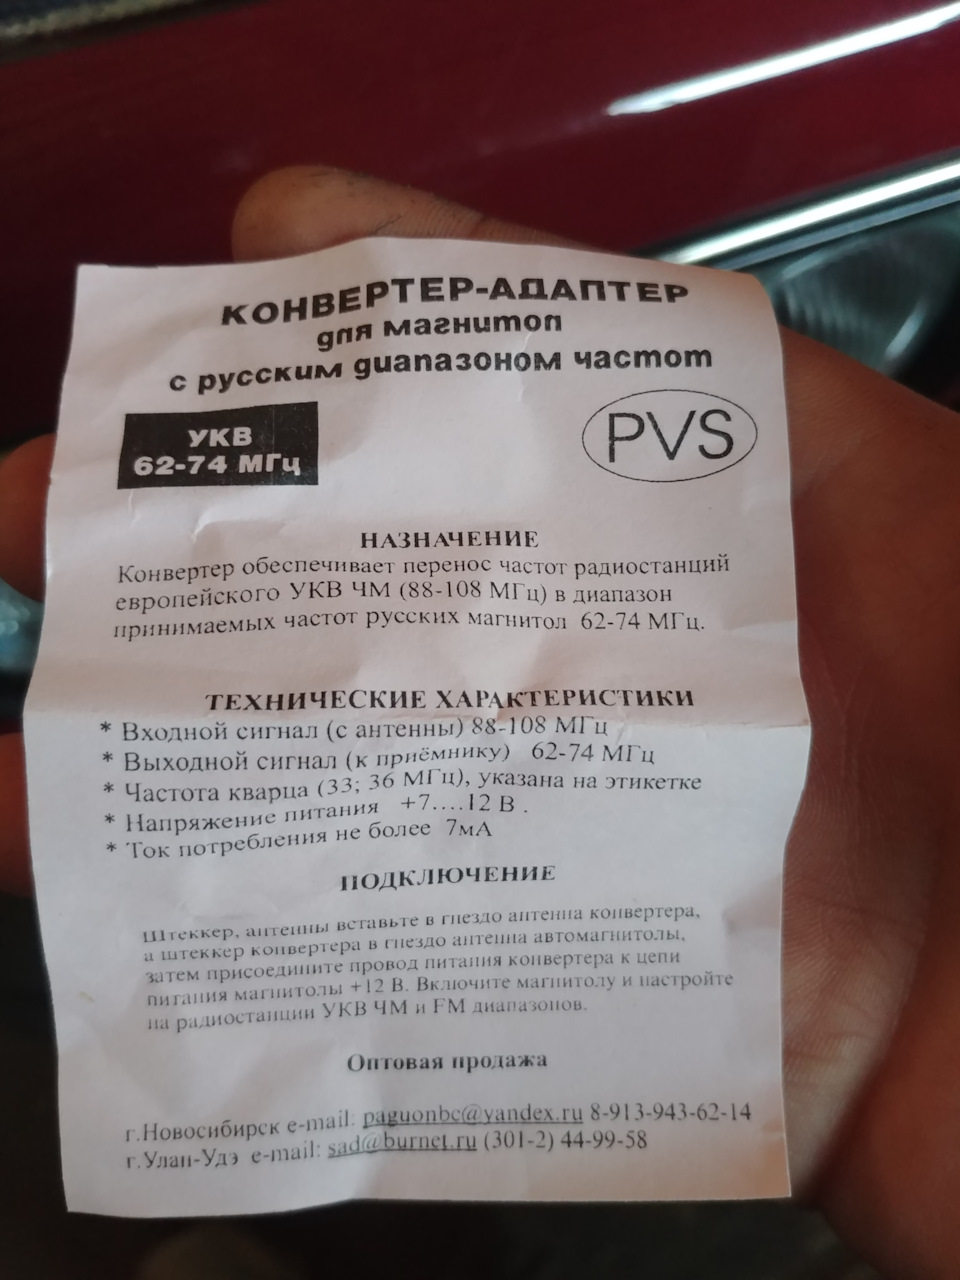 КОНВЕРТЕР-АДАПТЕР
для магнитол
с русским диапазоном частот
УКВ
62-74 МГц
PVS
НАЗНАЧЕНИЕ
Конвертер обеспечивает перенос частот радиостанций
европейского УКВ ЧМ (88-108 МГц) в диапазон
принимаемых частот русских магнитол 62-74 МГц.
ТЕХНИЧЕСКИЕ ХАРАКТЕРИСТИКИ
* Входной сигнал (с антенны) 88-108 МГц
* Выходной сигнал (к приёмнику) 62-74 МГц
* Частота кварца (33; 36 МГц), указана на этикетке
* Напряжение питания +7....12 В .
* Ток потребления не более 7мА
ПОДКЛЮЧЕНИЕ
Штеккер, антенны вставьте в гнездо антенна конвертера,
а штеккер конвертера в гнездо антенна автомагнитолы,
затем присоедините провод питания конвертера к цепи
питания магнитолы +12 В. Включите магнитолу и настройте
на радиостанции УКВ ЧМ и FM диапазонов.
Оптовая продажа
г.Новосибирск e-mail: paguonbc@yandex.ru 8-913-943-62-14
г.Улан-Удэ e-mail: sad@burnet.ru (301-2) 44-99-58